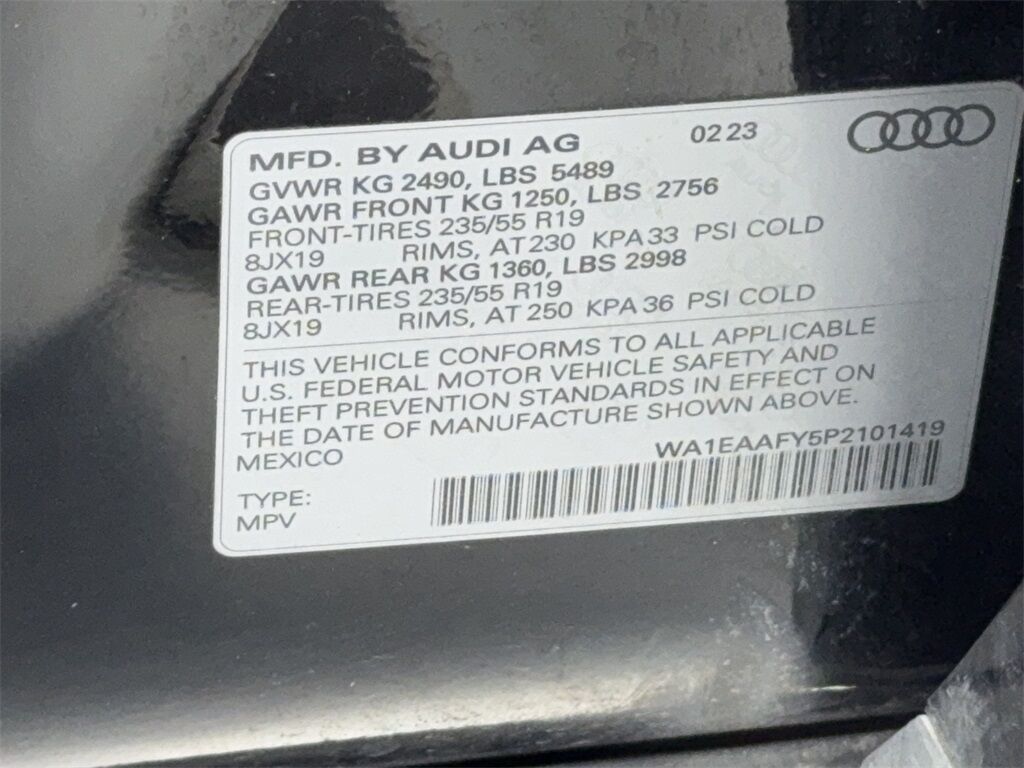 MFD. BY AUDI AG 02 23
GVWR KG 2490, LBS 5489
GAWR FRONT KG 1250, LBS 2756
FRONT-TIRES 235/55 R19
8JX19 RIMS, AT 230 KPA 33 PSI COLD
GAWR REAR KG 1360, LBS 2998
REAR-TIRES 235/55 R19
8JX19 RIMS, AT 250 KPA 36 PSI COLD
THIS VEHICLE CONFORMS TO ALL APPLICABLE
U.S. FEDERAL MOTOR VEHICLE SAFETY AND
THEFT PREVENTION STANDARDS IN EFFECT ON
THE DATE OF MANUFACTURE SHOWN ABOVE.
MEXICO WA1EAAFY5P2101419
TYPE:
MPV